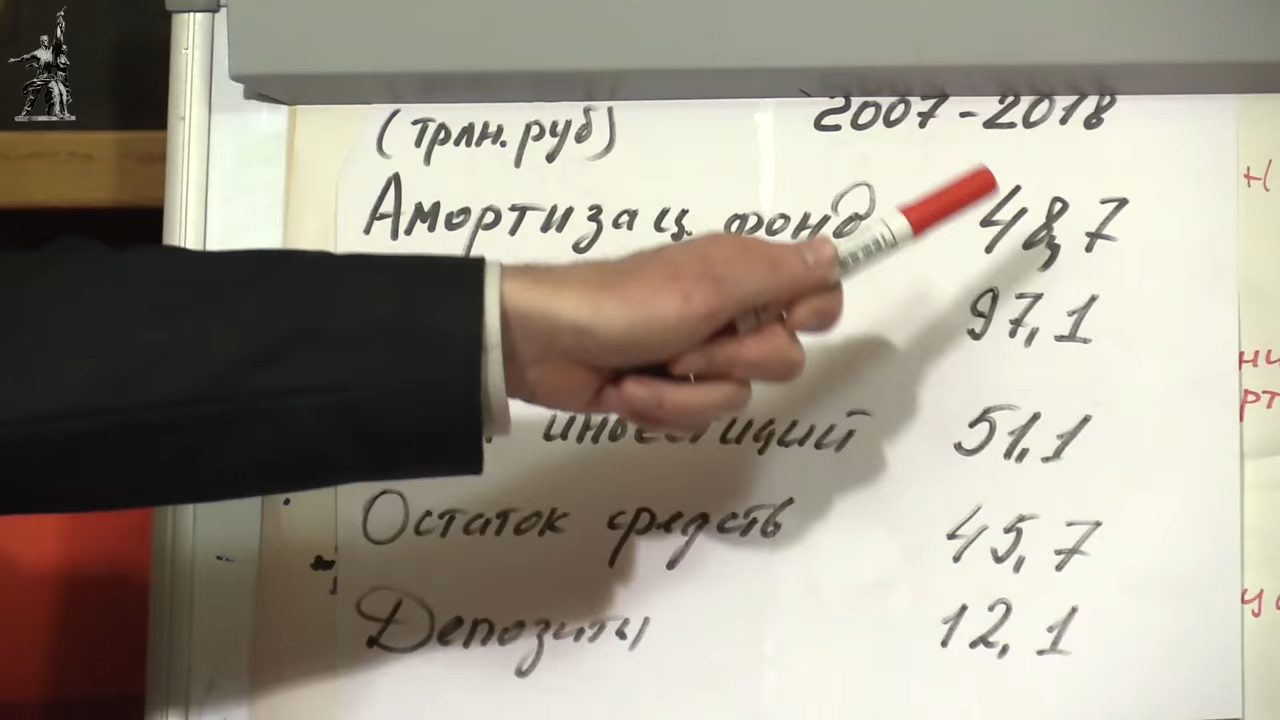 2007-2018
(трлн. руб)
Амортизац. фонд 48,7
97,1
инвестиций 51,1
Остаток средств 45,7
Депозиты 12,1